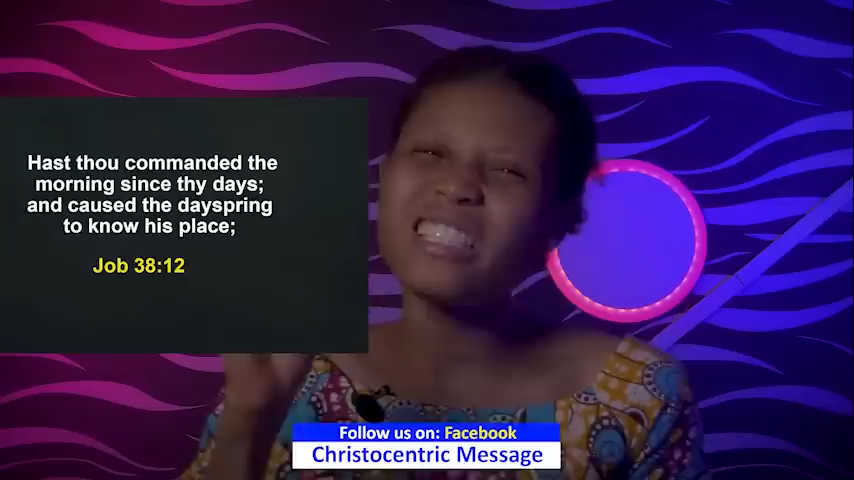 Hast thou commanded the
morning since thy days;
and caused the dayspring
to know his place;
Job 38:12
Follow us on: Facebook
Christocentric Message